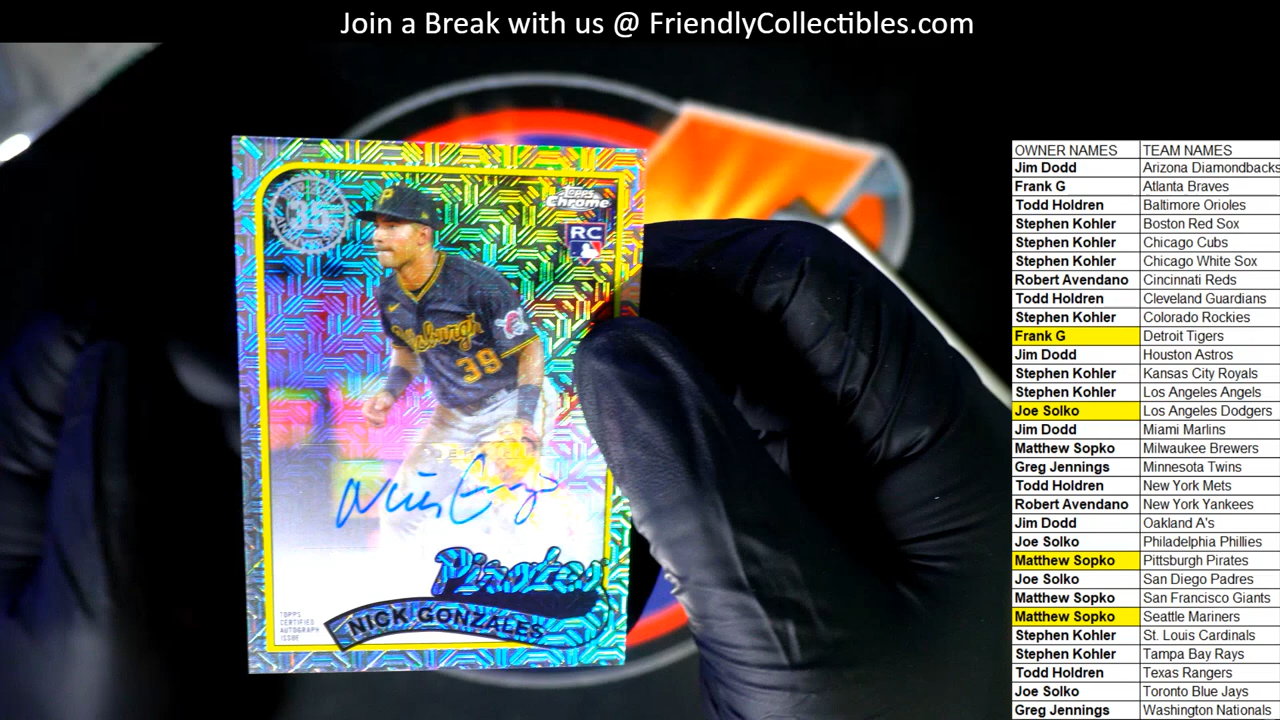 Join a Break with us @ FriendlyCollectibles.com
35
P
Topps
Chrome
RC
Pittsburgh
39
Pirates
NICK GONZALES
TOPPS
CERTIFIED
AUTOGRAPH
ISSUE
OWNER NAMES TEAM NAMES
Jim Dodd Arizona Diamondbacks
Frank G Atlanta Braves
Todd Holdren Baltimore Orioles
Stephen Kohler Boston Red Sox
Stephen Kohler Chicago Cubs
Stephen Kohler Chicago White Sox
Robert Avendano Cincinnati Reds
Todd Holdren Cleveland Guardians
Stephen Kohler Colorado Rockies
Frank G Detroit Tigers
Jim Dodd Houston Astros
Stephen Kohler Kansas City Royals
Stephen Kohler Los Angeles Angels
Joe Solko Los Angeles Dodgers
Jim Dodd Miami Marlins
Matthew Sopko Milwaukee Brewers
Greg Jennings Minnesota Twins
Todd Holdren New York Mets
Robert Avendano New York Yankees
Jim Dodd Oakland A's
Joe Solko Philadelphia Phillies
Matthew Sopko Pittsburgh Pirates
Joe Solko San Diego Padres
Matthew Sopko San Francisco Giants
Matthew Sopko Seattle Mariners
Stephen Kohler St. Louis Cardinals
Stephen Kohler Tampa Bay Rays
Todd Holdren Texas Rangers
Joe Solko Toronto Blue Jays
Greg Jennings Washington Nationals